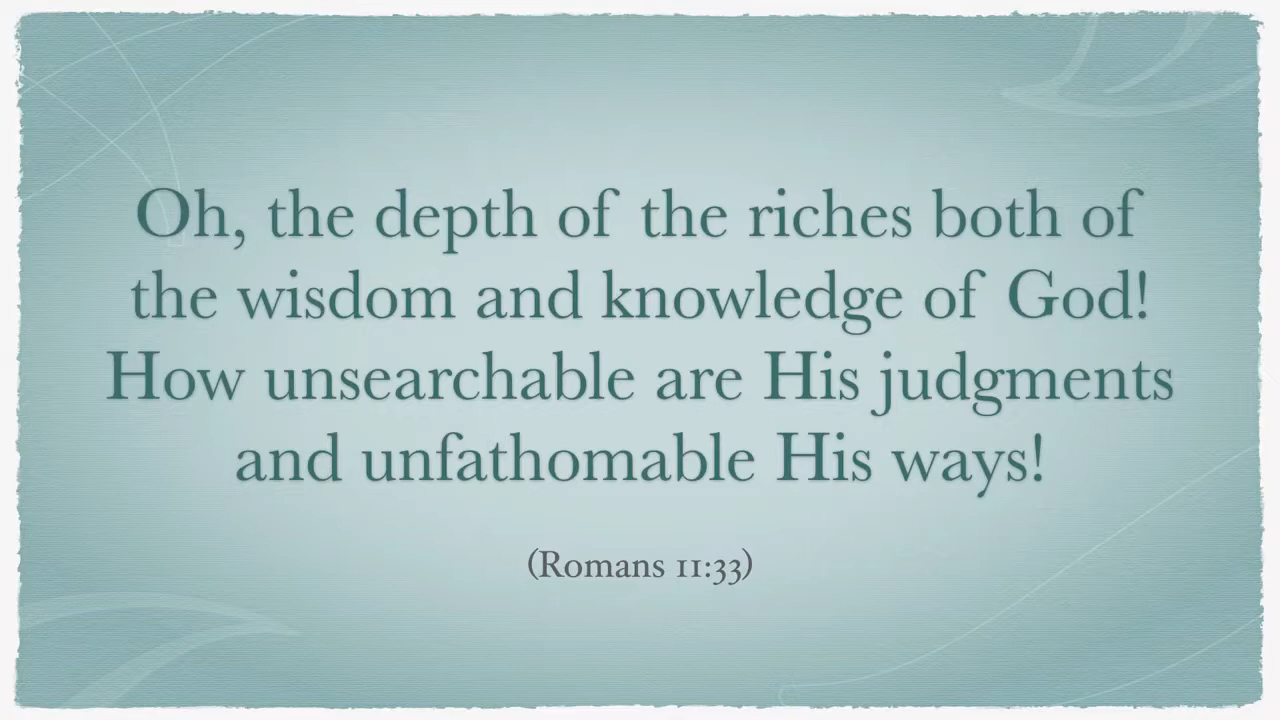 Oh, the depth of the riches both of
the wisdom and knowledge of God!
How unsearchable are His judgments
and unfathomable His ways!
(Romans 11:33)